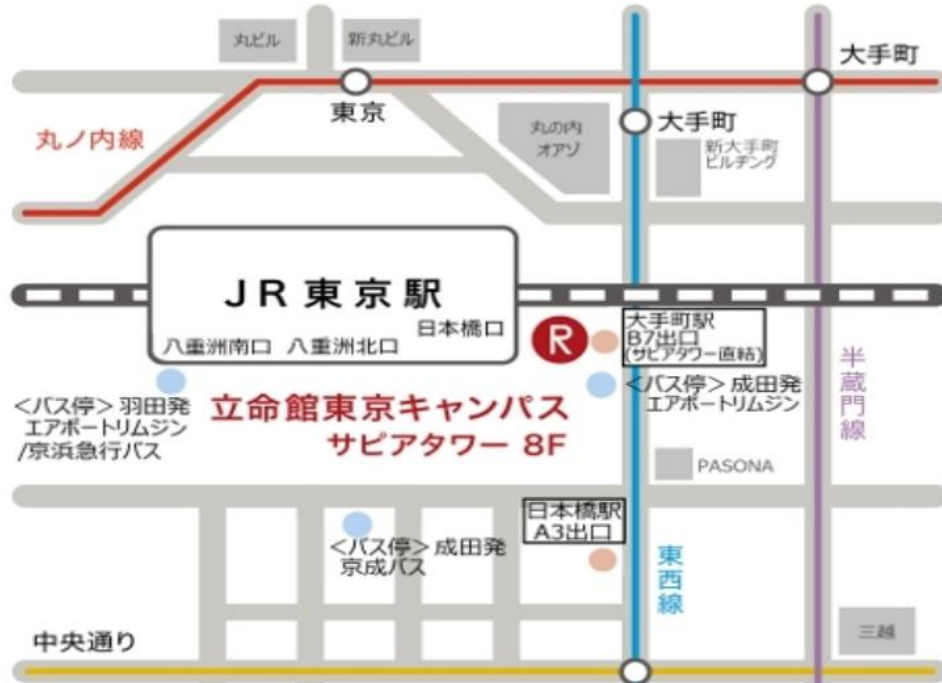 丸ビル
新丸ビル
大手町
東京
丸ノ内線
丸の内
オアゾ
大手町
新大手町
ビルヂング
JR東京駅
日本橋口
八重洲南口 八重洲北口
R
大手町駅
B7出口
(サピアタワー直結)
<バス停> 羽田発
エアポートリムジン
/京浜急行バス
立命館東京キャンパス
サピアタワー 8F
<バス停> 成田発
エアポートリムジン
半蔵門線
PASONA
日本橋駅
A3出口
<バス停> 成田発
京成バス
東西線
中央通り
三越